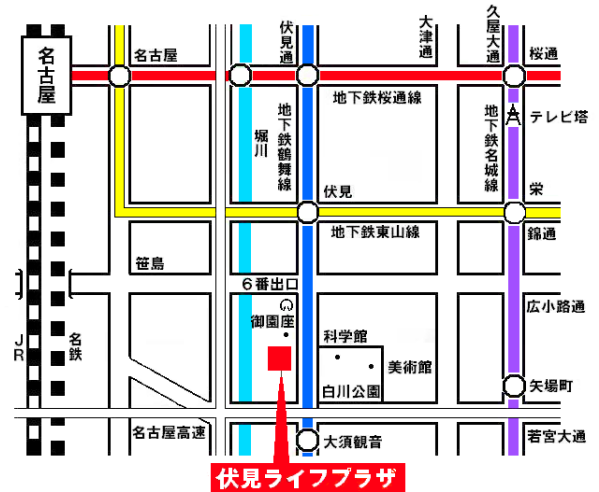 伏見通
大津通
久屋大通
名古屋
名古屋
桜通
地下鉄桜通線
地下鉄鶴舞線
地下鉄名城線
テレビ塔
堀川
伏見
栄
地下鉄東山線
錦通
笹島
6番出口
広小路通
御園座
科学館
JR
名鉄
美術館
白川公園
矢場町
名古屋高速
大須観音
若宮大通
伏見ライフプラザ